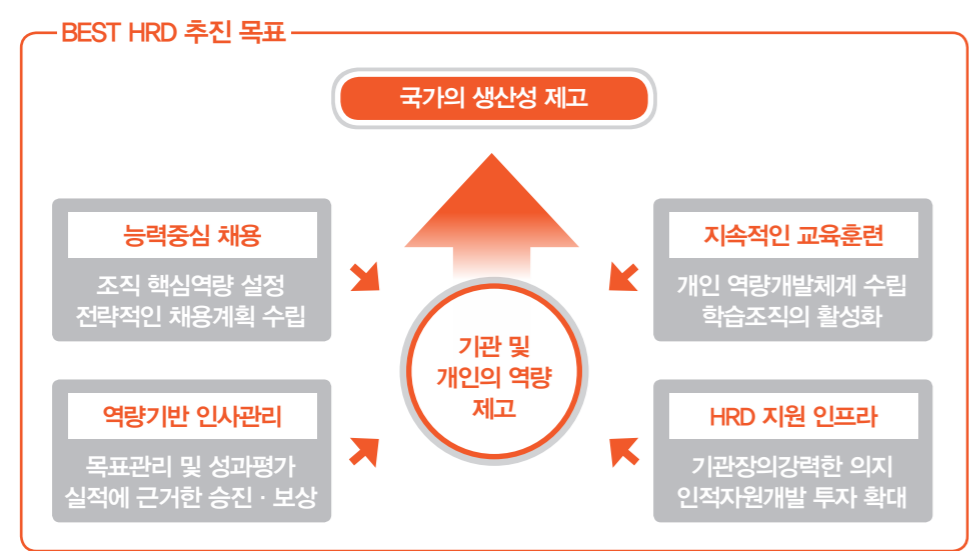 BEST HRD 추진 목표
국가의 생산성 제고
능력중심 채용
조직 핵심역량 설정
전략적인 채용계획 수립
지속적인 교육훈련
개인 역량개발체계 수립
학습조직의 활성화
기관 및
개인의 역량
제고
역량기반 인사관리
목표관리 및 성과평가
실적에 근거한 승진 · 보상
HRD 지원 인프라
기관장의강력한 의지
인적자원개발 투자 확대